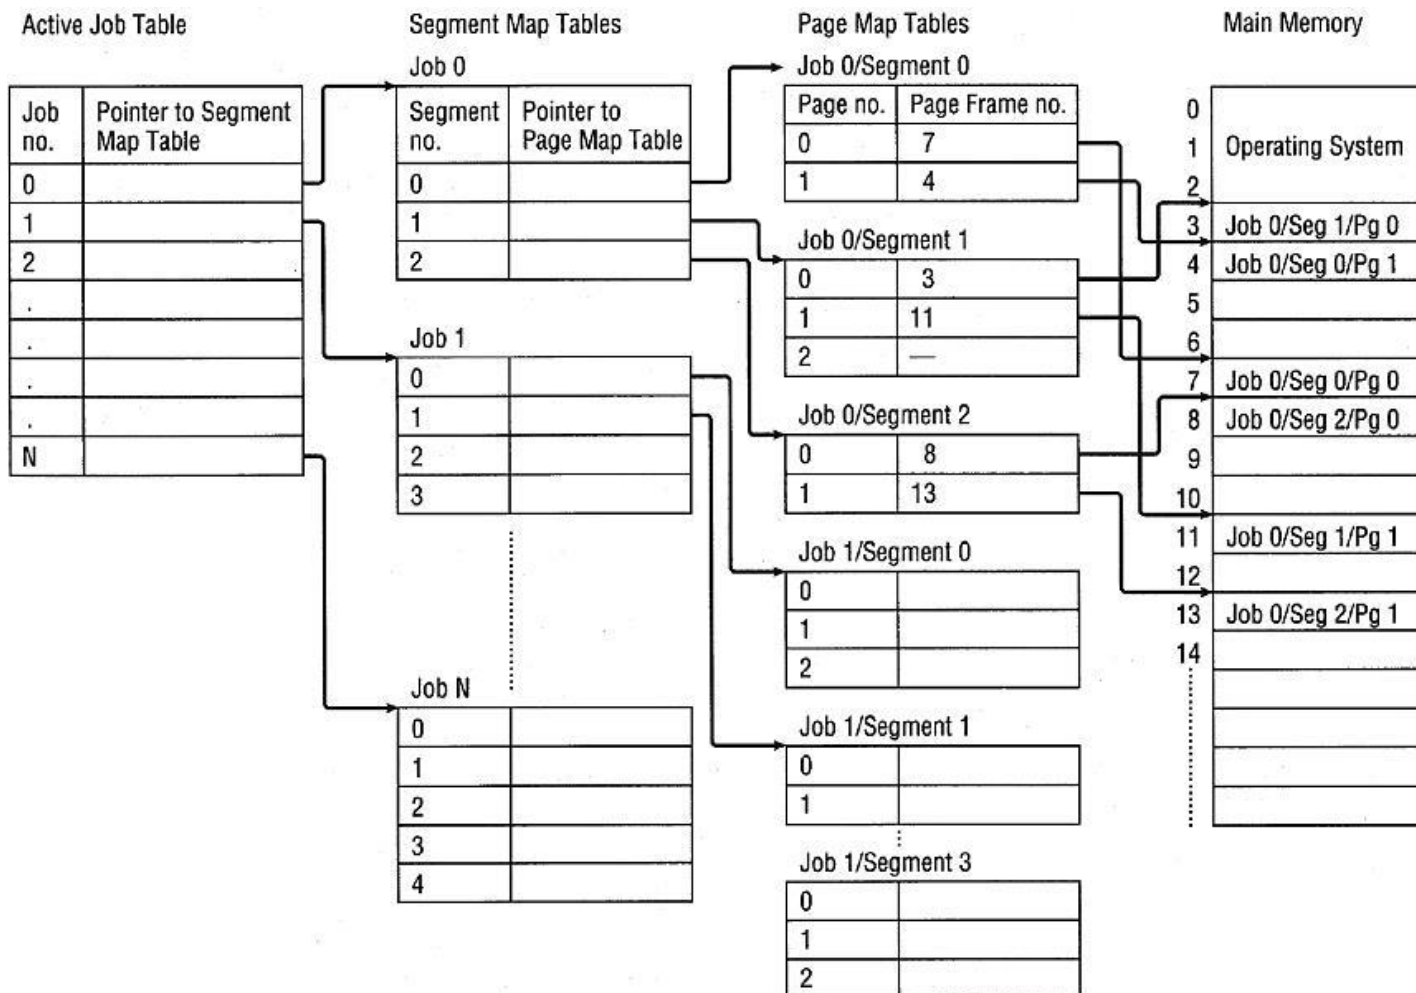 Active Job Table
Job no. Pointer to Segment Map Table
0
1
2
.
.
.
.
N
Segment Map Tables
Job 0
Segment no. Pointer to Page Map Table
0
1
2
Job 1
0
1
2
3
Job N
0
1
2
3
4
Page Map Tables
Job 0/Segment 0
Page no. Page Frame no.
0 7
1 4
Job 0/Segment 1
0 3
1 11
2 —
Job 0/Segment 2
0 8
1 13
Job 1/Segment 0
0
1
2
Job 1/Segment 1
0
1
Job 1/Segment 3
0
1
2
Main Memory
0
1 Operating System
2
3 Job 0/Seg 1/Pg 0
4 Job 0/Seg 0/Pg 1
5
6
7 Job 0/Seg 0/Pg 0
8 Job 0/Seg 2/Pg 0
9
10
11 Job 0/Seg 1/Pg 1
12
13 Job 0/Seg 2/Pg 1
14